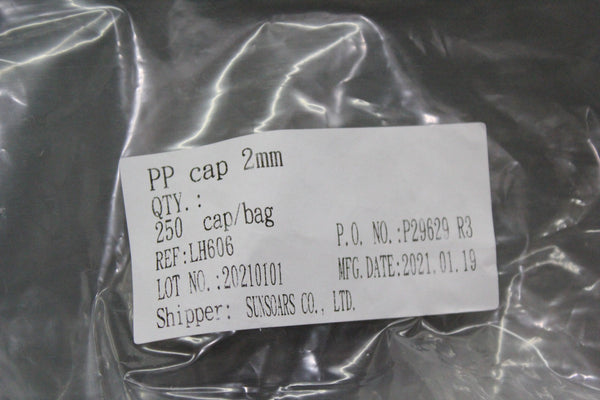 PP cap 2mm
QTY.:
250 cap/bag
REF:LH606
P.O. NO.:P29629 R3
LOT NO.:20210101
MFG.DATE:2021.01.19
Shipper: SUNSOARS CO., LTD.